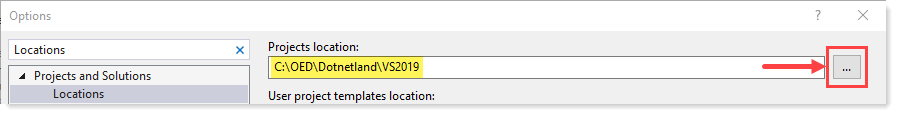 Options
?
Locations
Projects and Solutions
Locations
Projects location:
C:\OED\Dotnetland\VS2019
...
User project templates location: